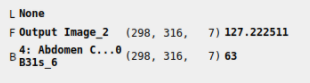 L None
F Output Image_2 (298, 316, 7) 127.222511
B 4: Abdomen C...0 (298, 316, 7) 63
B31s_6